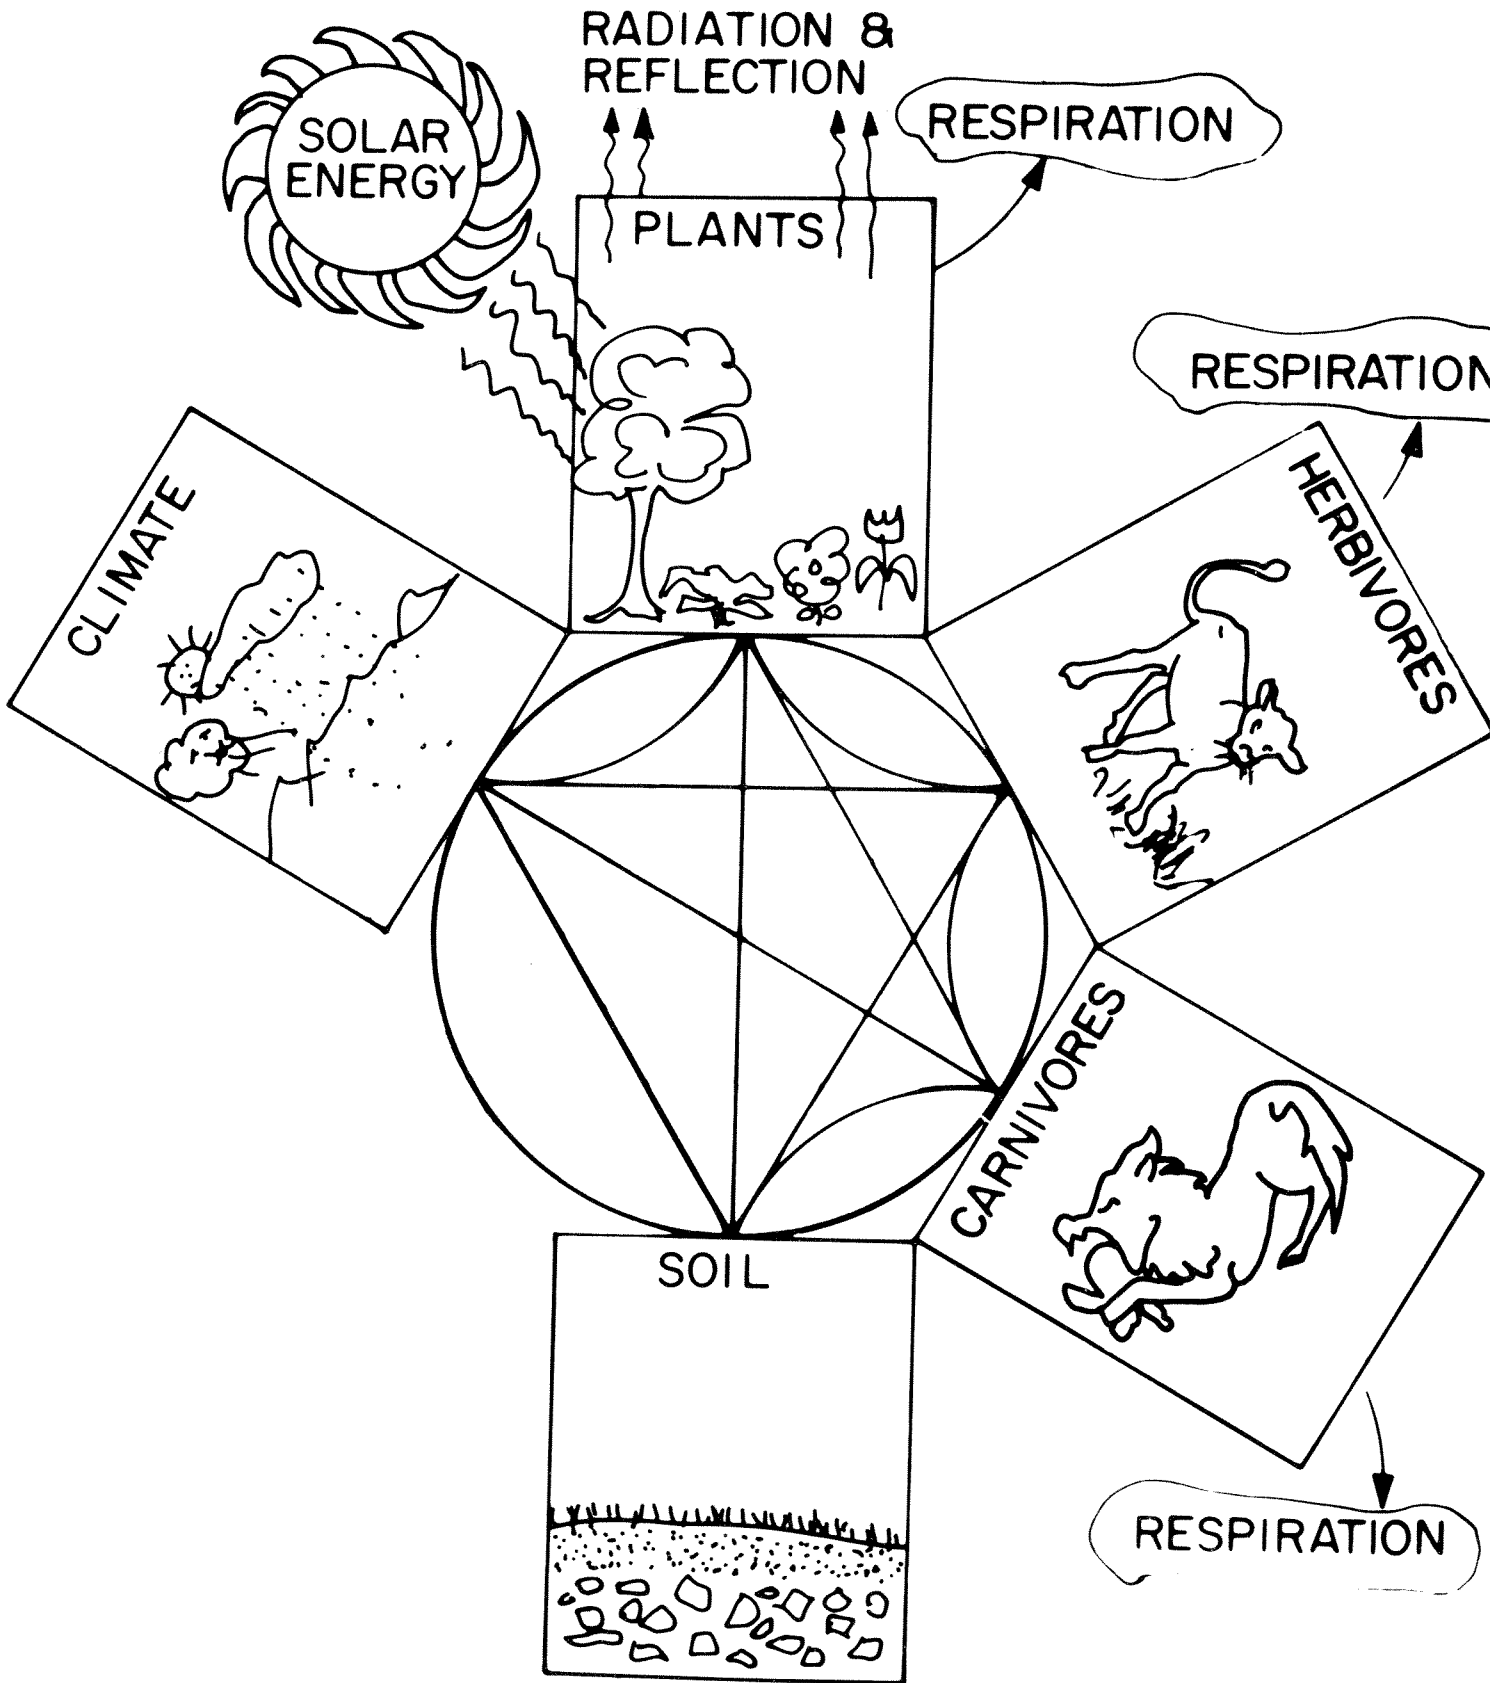 RADIATION &
REFLECTION
SOLAR
ENERGY
RESPIRATION
PLANTS
RESPIRATION
CLIMATE
HERBIVORES
CARNIVORES
SOIL
RESPIRATION